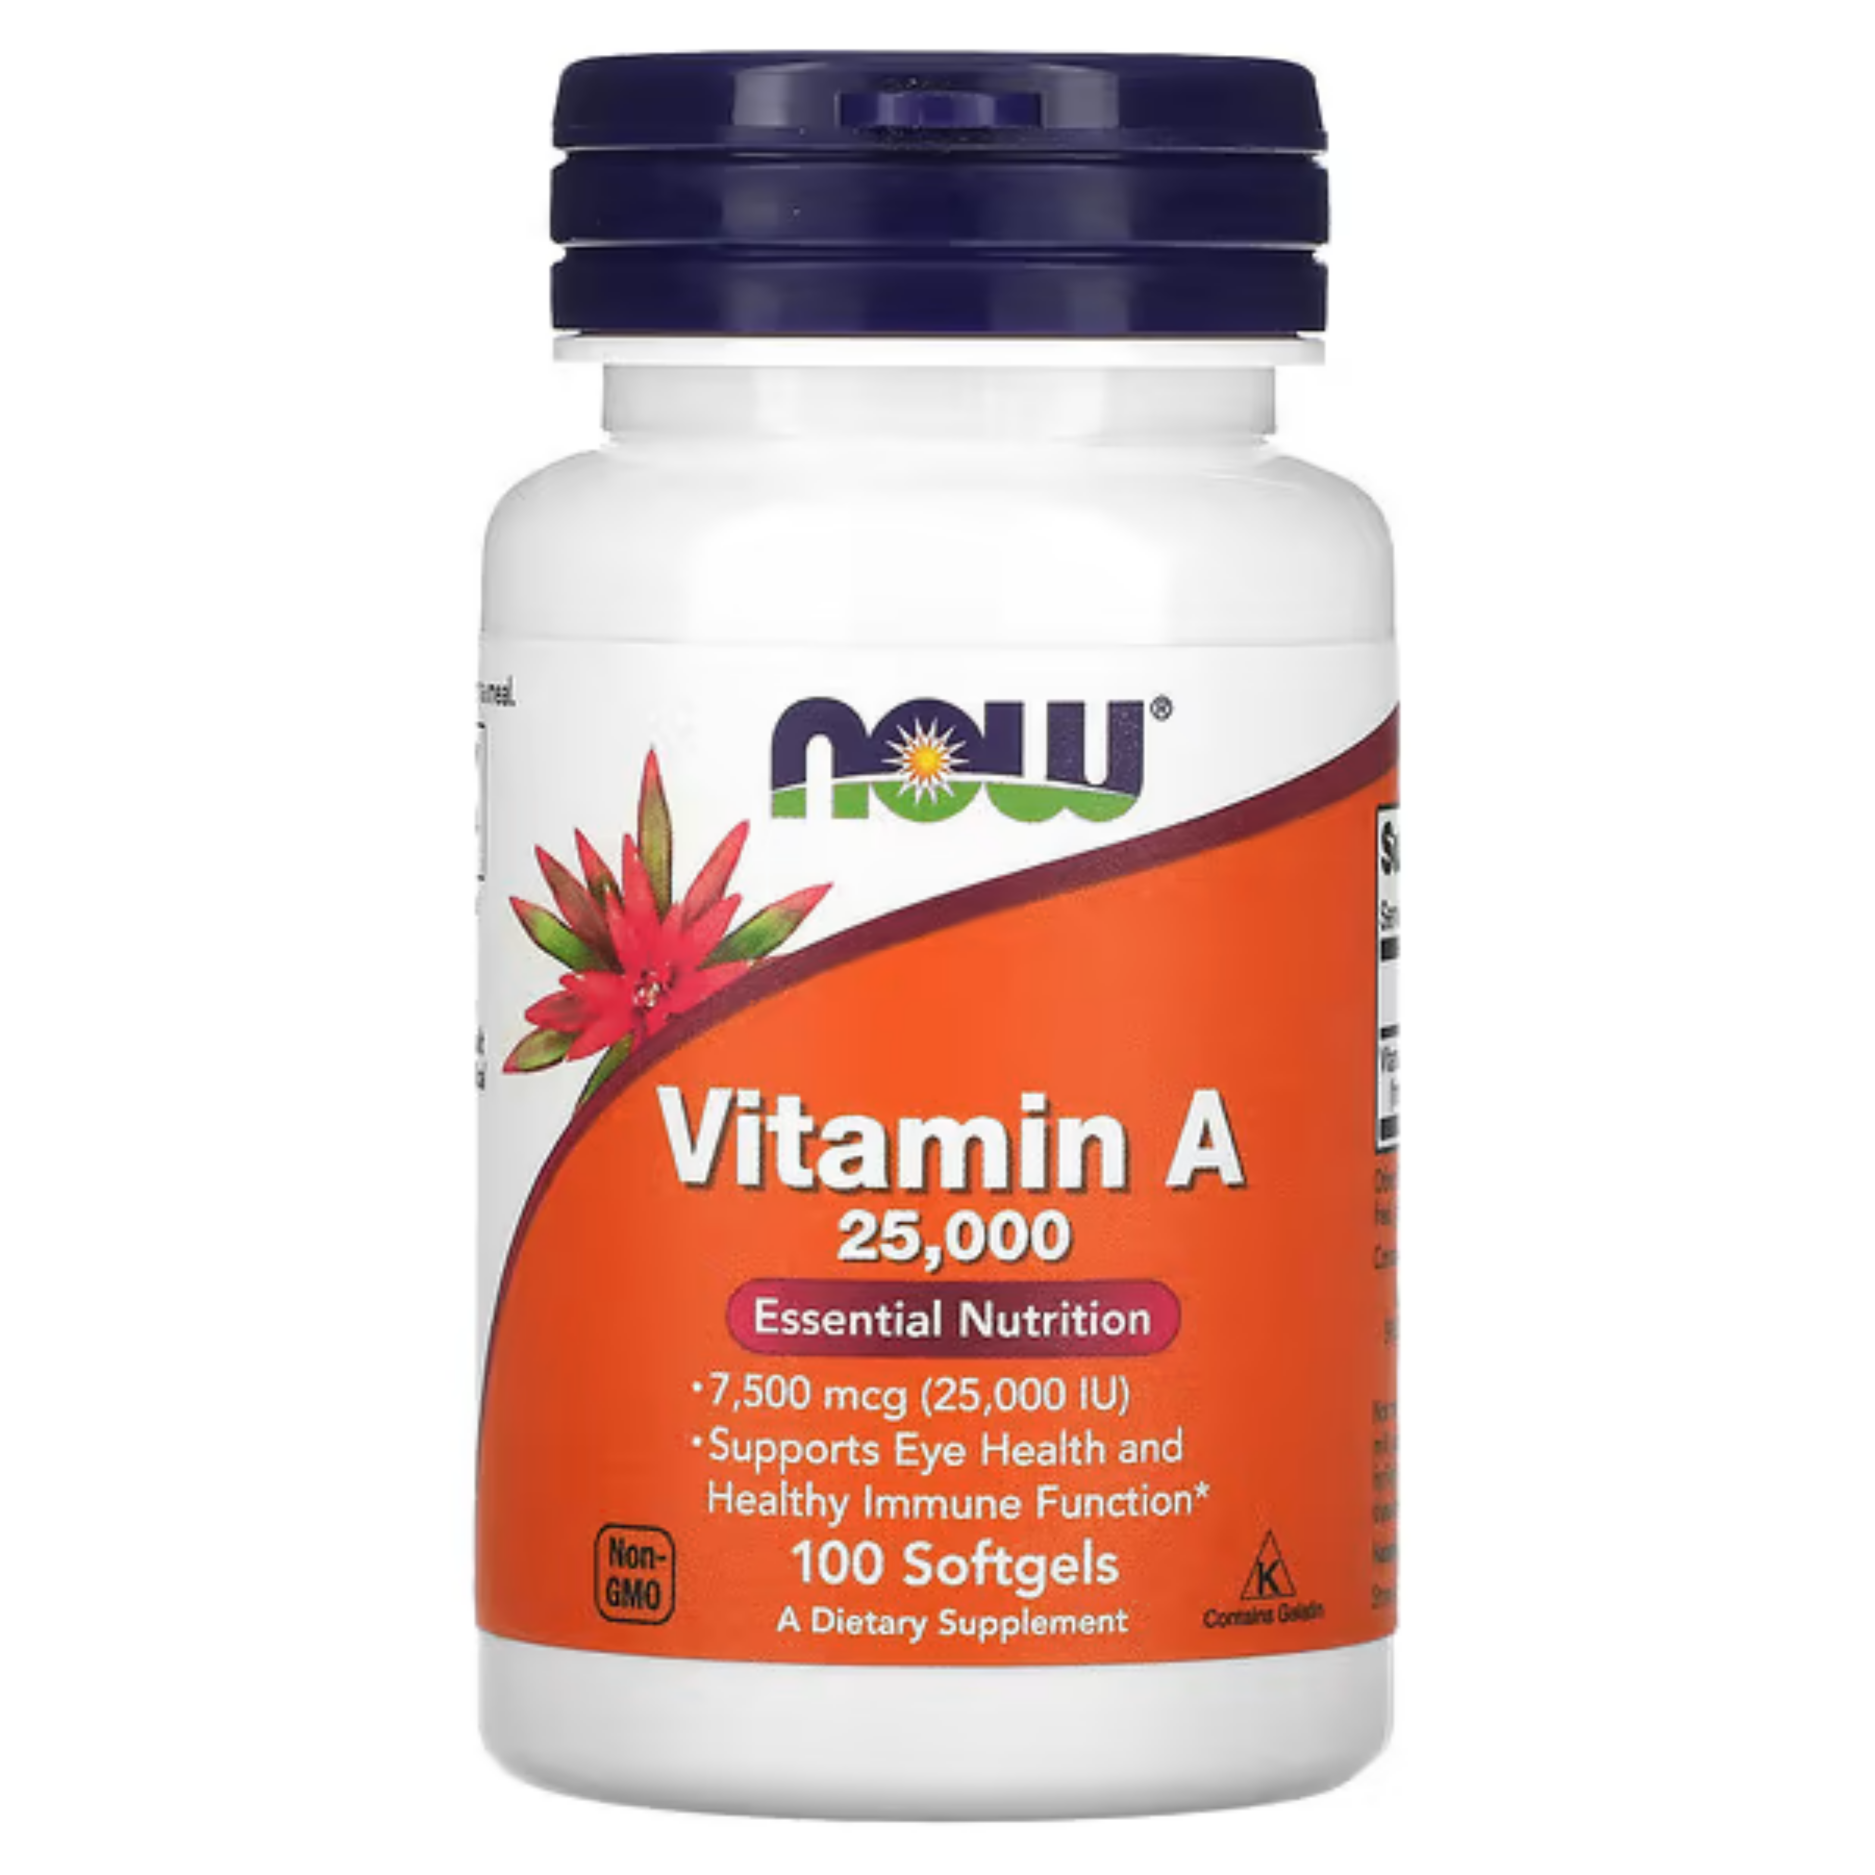 meal.
now®
Vitamin A
25,000
Essential Nutrition
•7,500 mcg (25,000 IU)
•Supports Eye Health and
Healthy Immune Function*
100 Softgels
A Dietary Supplement
Non-
GMO
K
Contains Gelatin